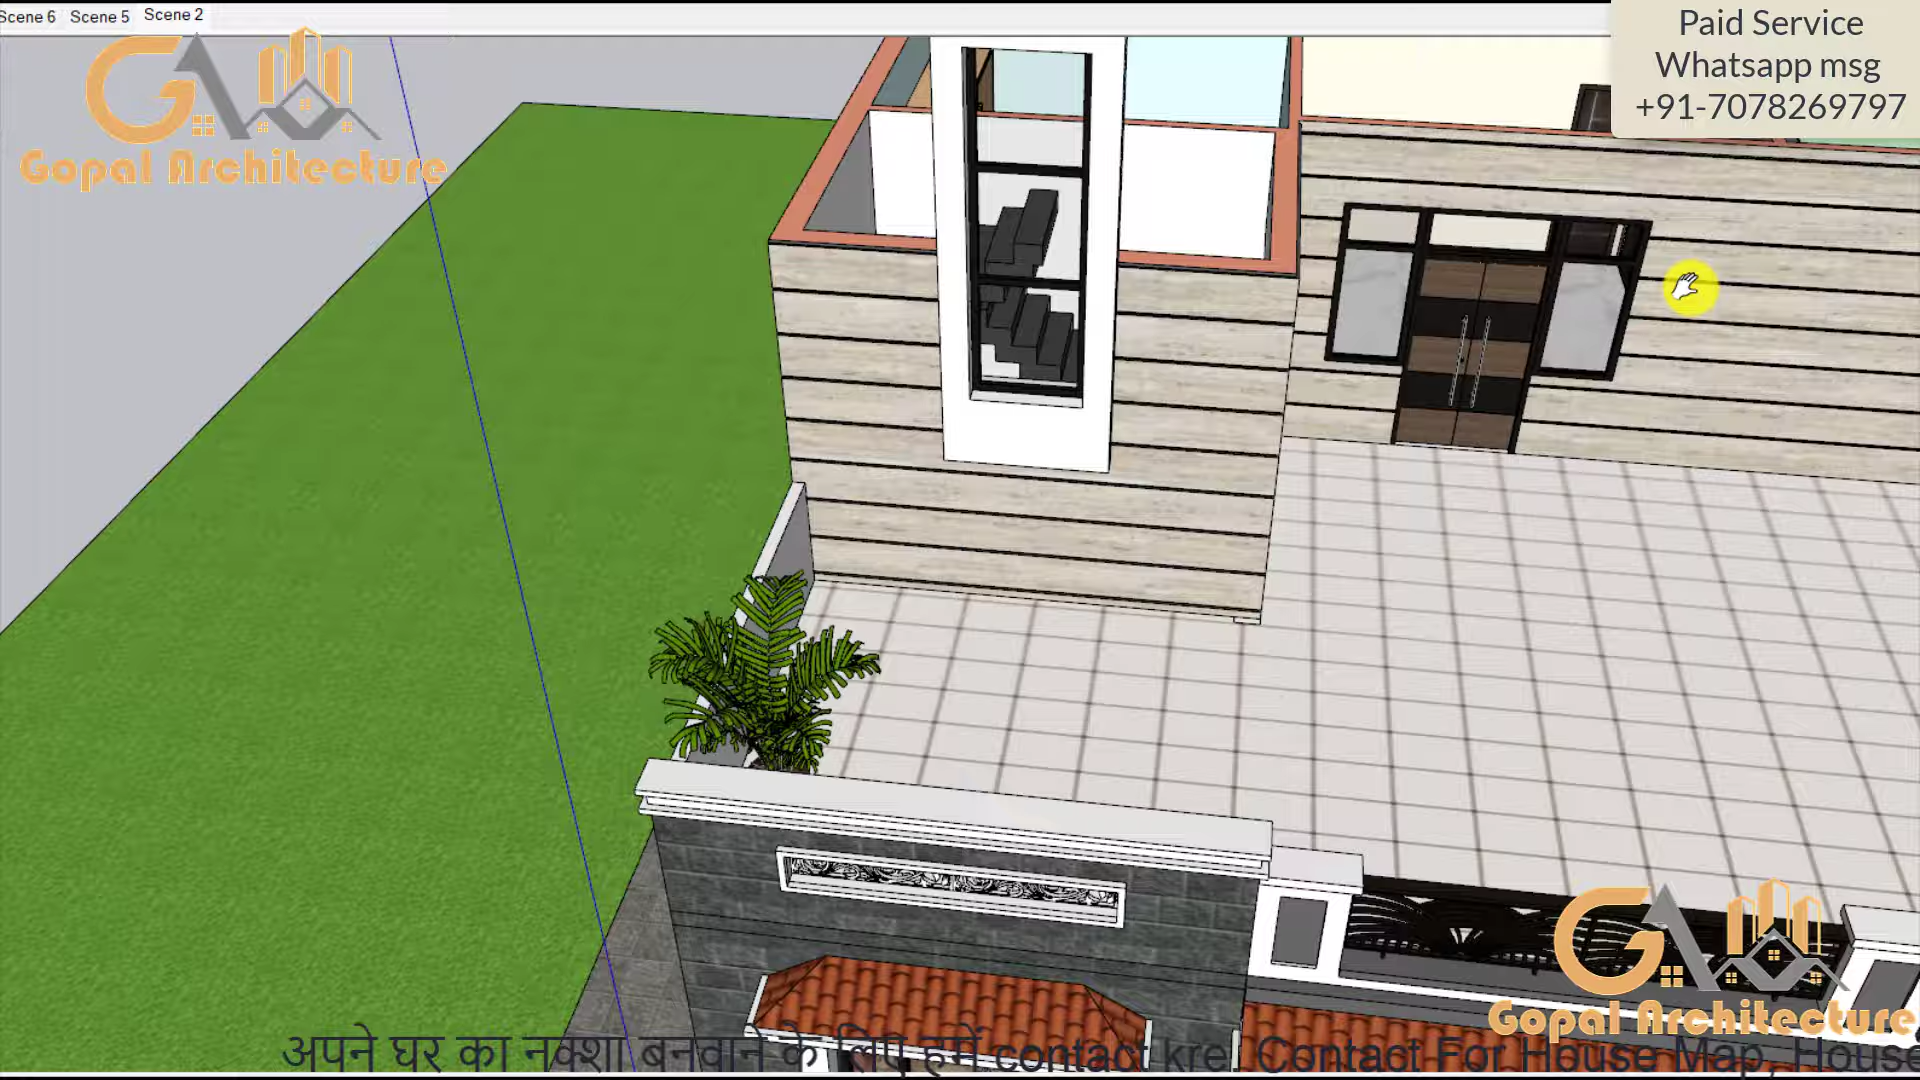 Scene 6 Scene 5 Scene 2
Paid Service
Whatsapp msg
+91-7078269797
Gopal Architecture
Gopal Architecture
अपने घर का नक्शा बनवाने के लिए हमें contact kre. Contact For House Map, House